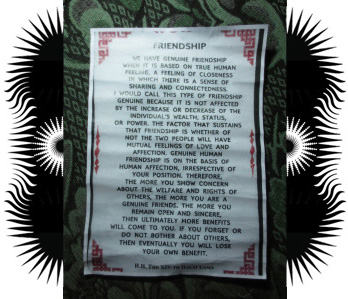 FRIENDSHIP
WE HAVE GENUINE FRIENDSHIP
WHEN IT IS BASED ON TRUE HUMAN
FEELING, A FEELING OF CLOSENESS
IN WHICH THERE IS A SENSE OF
SHARING AND CONNECTEDNESS.
I WOULD CALL THIS TYPE OF FRIENDSHIP
GENUINE BECAUSE IT IS NOT AFFECTED
BY THE INCREASE OR DECREASE OF THE
INDIVIDUAL'S WEALTH, STATUS,
OR POWER. THE FACTOR THAT SUSTAINS
THAT FRIENDSHIP IS WHETHER OF
NOT THE TWO PEOPLE WILL HAVE
MUTUAL FEELINGS OF LOVE AND
AFFECTION. GENUINE HUMAN
FRIENDSHIP IS ON THE BASIS OF
HUMAN AFFECTION, IRRESPECTIVE OF
YOUR POSITION. THEREFORE,
THE MORE YOU SHOW CONCERN
ABOUT THE WELFARE AND RIGHTS OF
OTHERS, THE MORE YOU ARE A
GENUINE FRIENDS. THE MORE YOU
REMAIN OPEN AND SINCERE,
THEN ULTIMATELY MORE BENEFITS
WILL COME TO YOU. IF YOU FORGET OR
DO NOT BOTHER ABOUT OTHERS,
THEN EVENTUALLY YOU WILL LOSE
YOUR OWN BENEFIT.
H.H. THE XIVTH DALAI LAMA